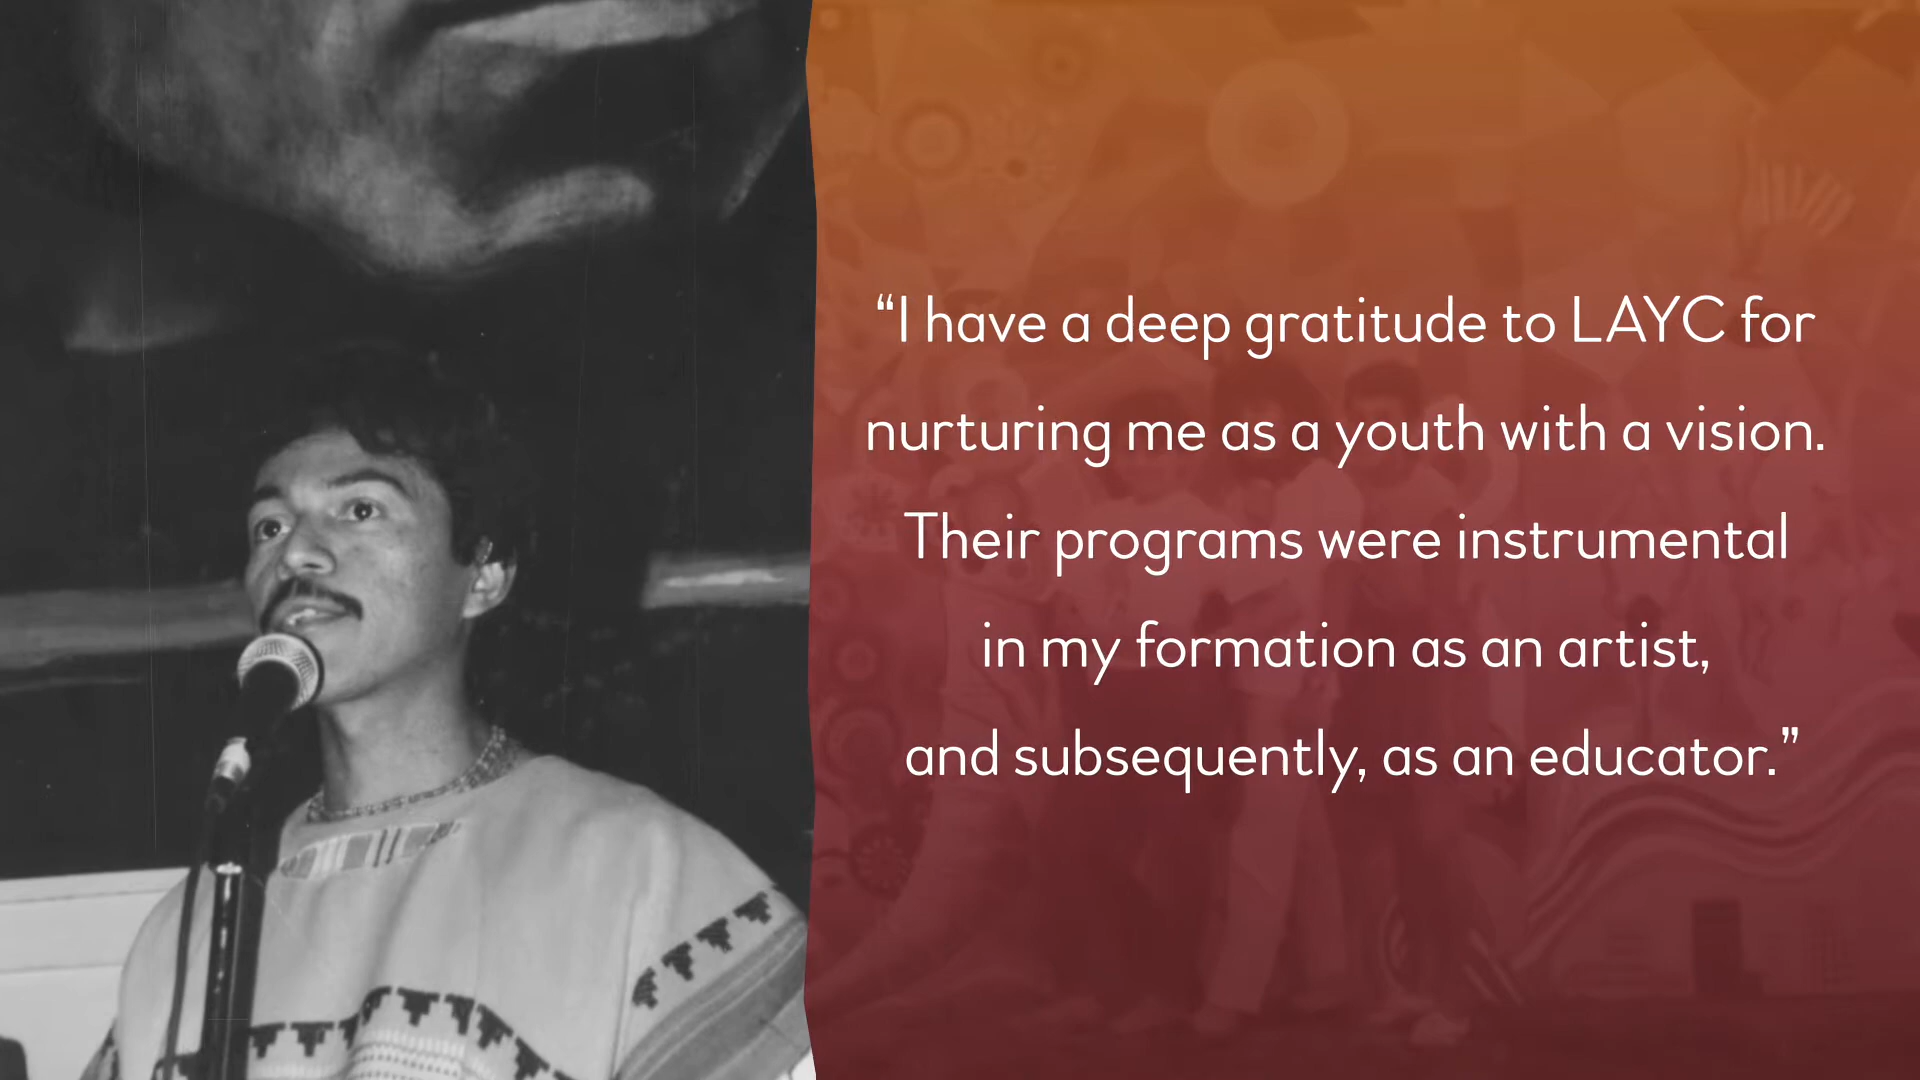 “I have a deep gratitude to LAYC for
nurturing me as a youth with a vision.
Their programs were instrumental
in my formation as an artist,
and subsequently, as an educator.”